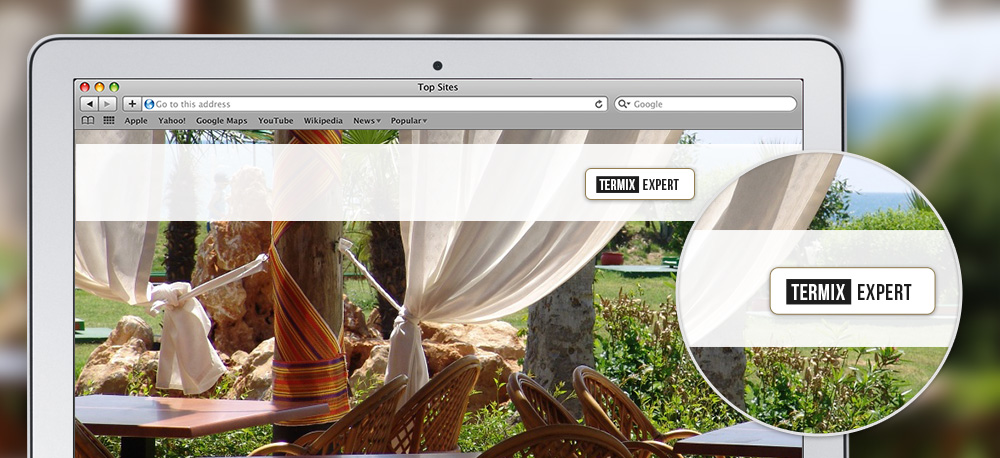 Top Sites
Go to this address
Google
Apple Yahoo! Google Maps YouTube Wikipedia News Popular
TERMIX EXPERT
TERMIX EXPERT